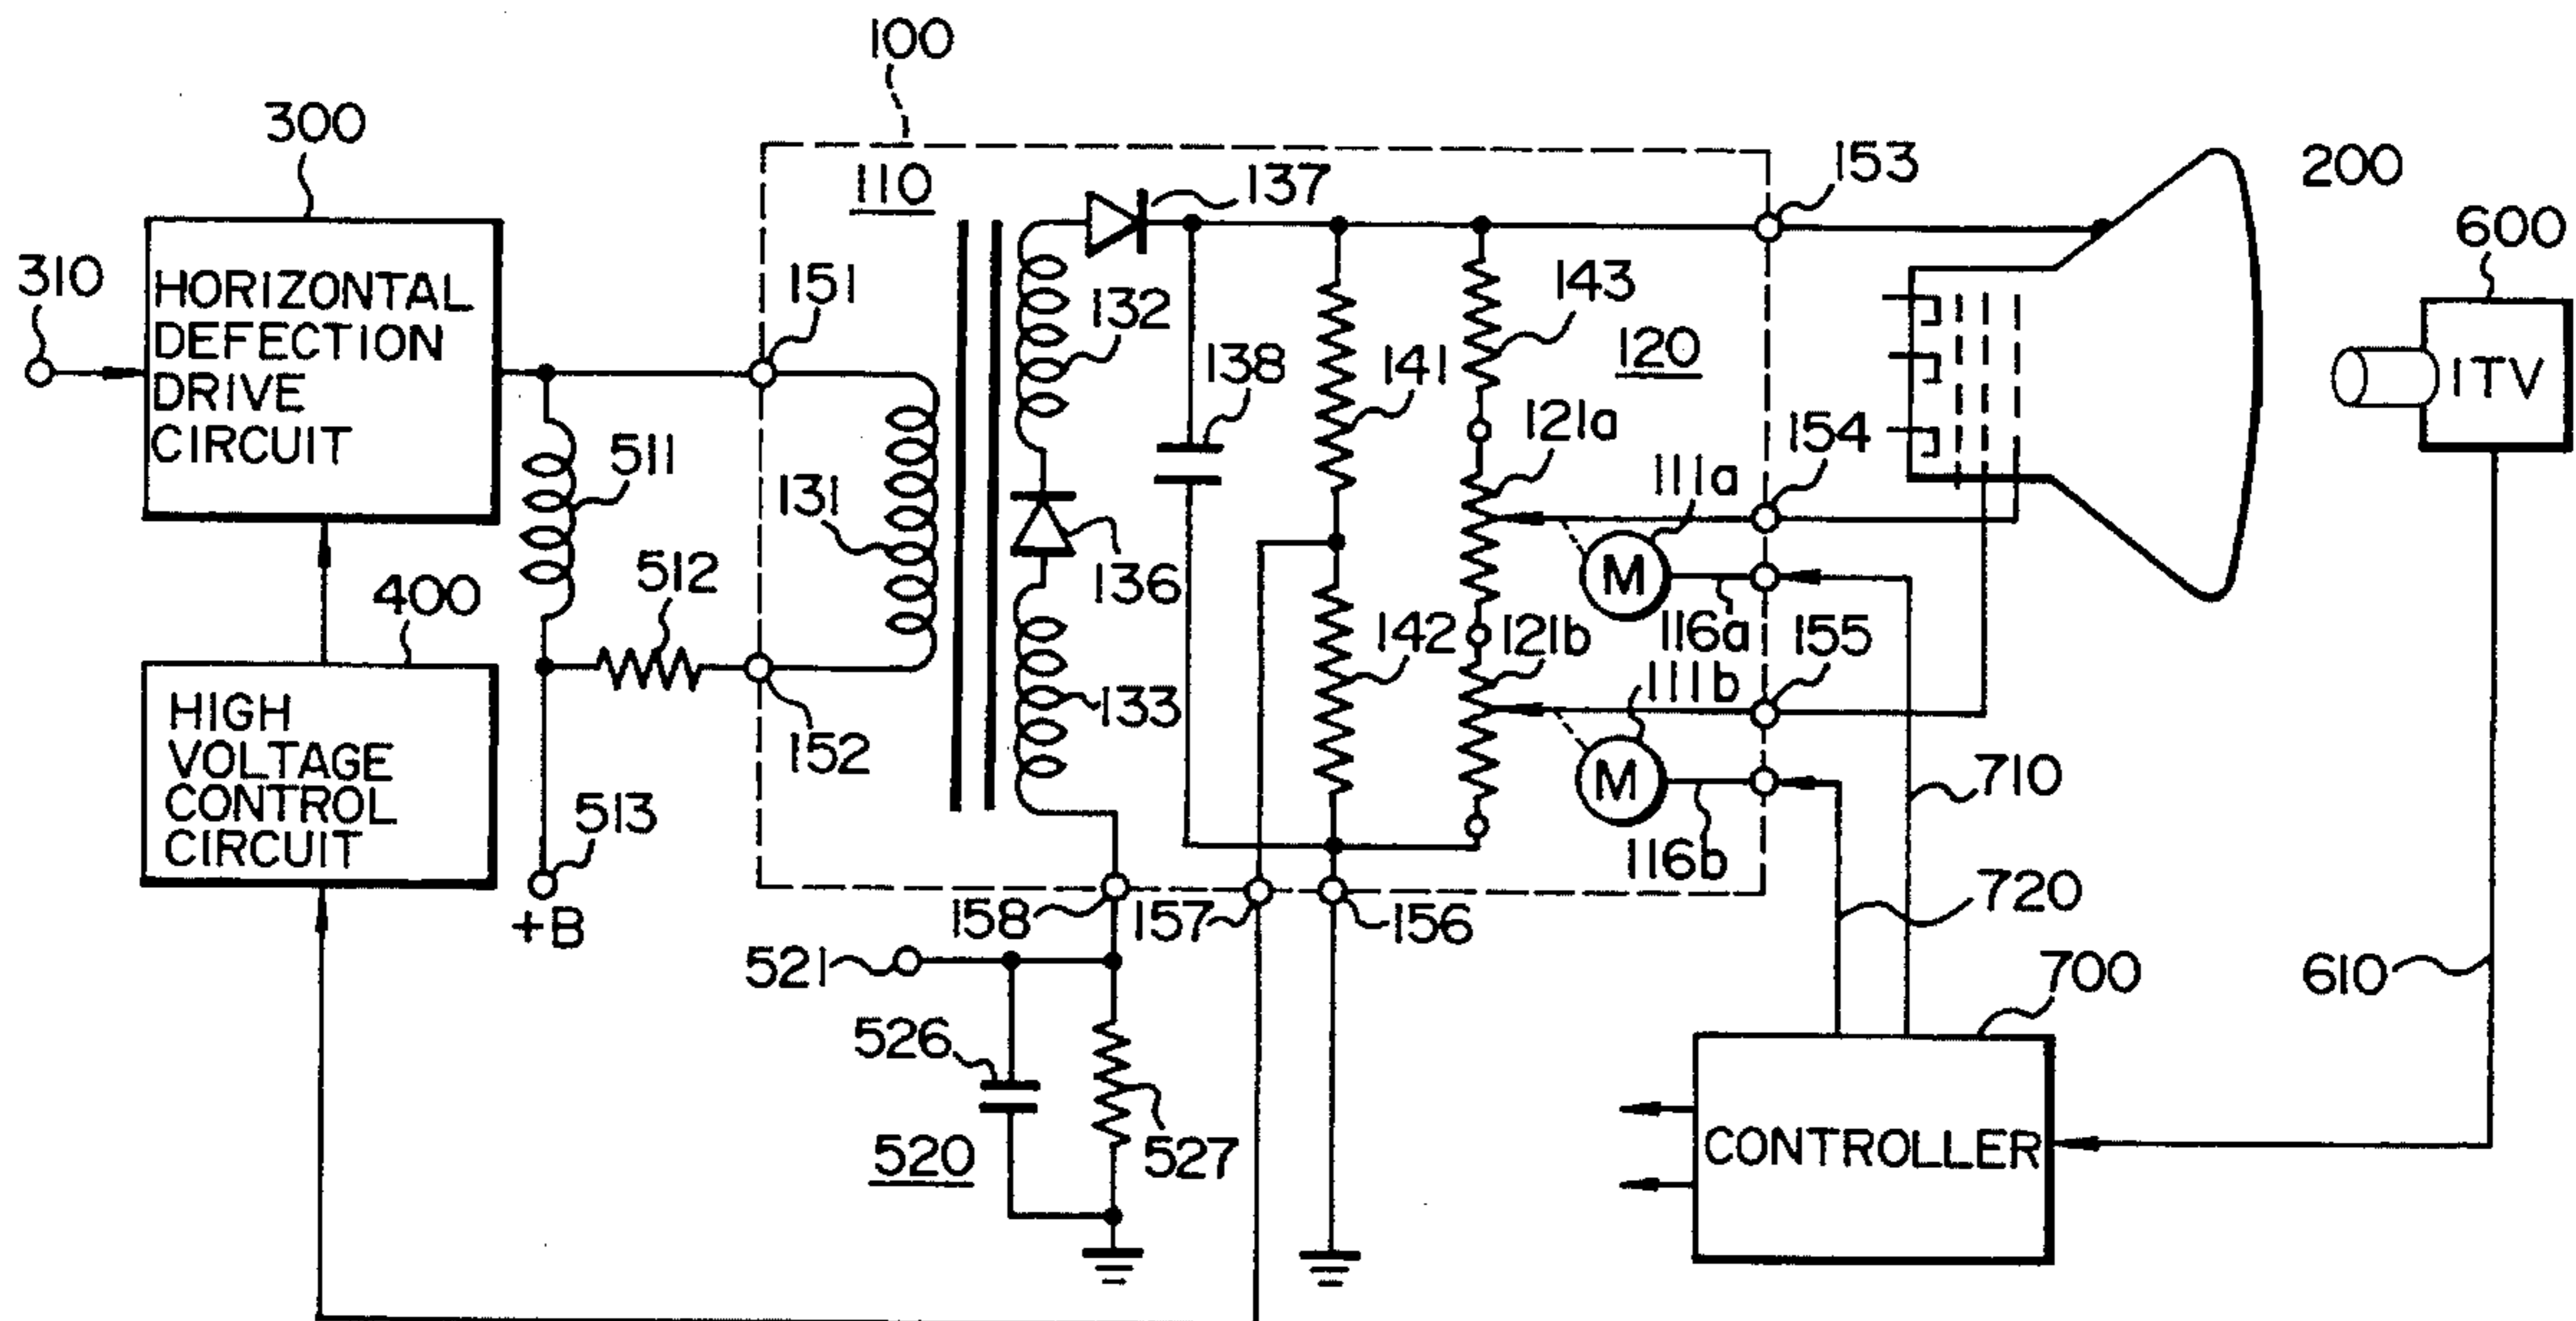 100
300
110
137
153
200
600
310
HORIZONTAL
DEFECTION
DRIVE
CIRCUIT
151
132
143
120
138
141
ITV
511
121a
154
131
111a
512
136
400
142
121b
116a
155
111b
HIGH
VOLTAGE
CONTROL
CIRCUIT
133
152
M
M
710
513
+B
116b
720
158
157
156
521
700
610
526
520
527
CONTROLLER